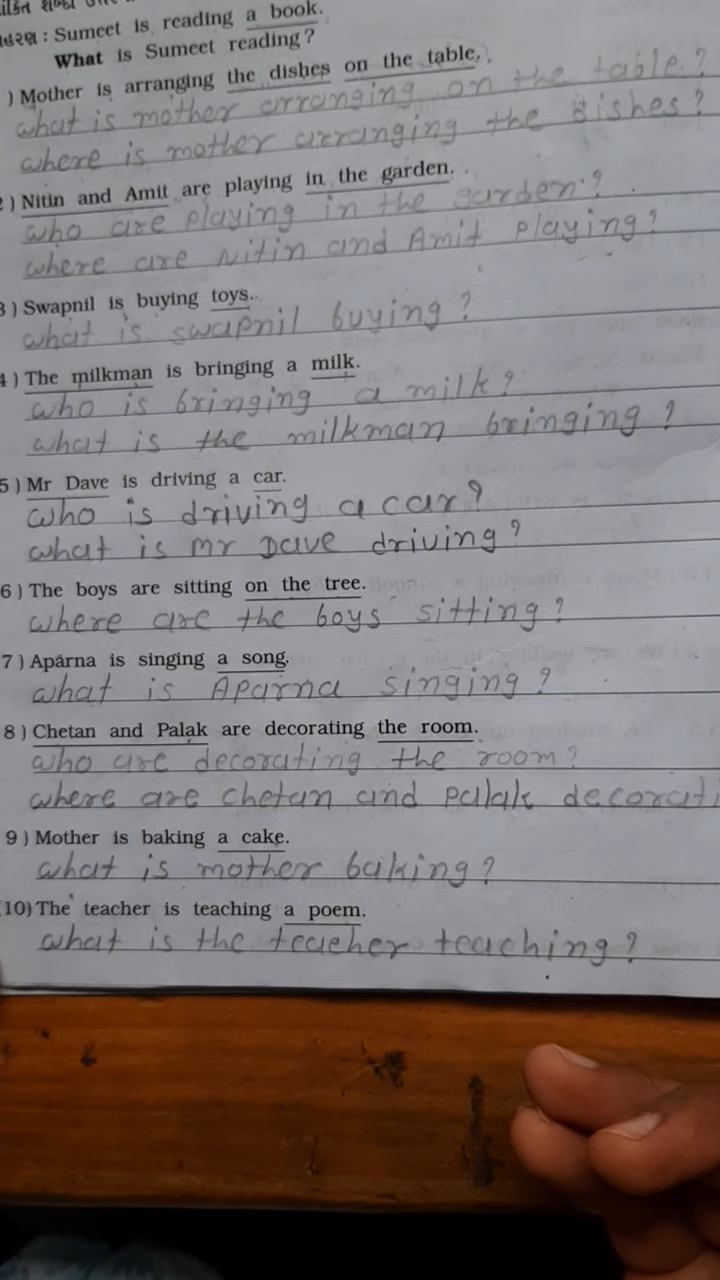 : Sumeet is reading a book.
What is Sumeet reading?
) Mother is arranging the dishes on the table.
what is mother arranging on the table?
where is mother arranging the dishes?
) Nitin and Amit are playing in the garden.
who are playing in the garden?
where are Nitin and Amit playing?
3) Swapnil is buying toys.
what is swapnil buying?
4) The milkman is bringing a milk.
who is bringing a milk?
what is the milkman bringing?
5) Mr Dave is driving a car.
who is driving a car?
what is mr Dave driving?
6) The boys are sitting on the tree.
where are the boys sitting?
7) Aparna is singing a song.
what is Aparna singing?
8) Chetan and Palak are decorating the room.
who are decorating the room?
where are chetan and palak decorati
9) Mother is baking a cake.
what is mother baking?
10) The teacher is teaching a poem.
what is the teacher teaching?